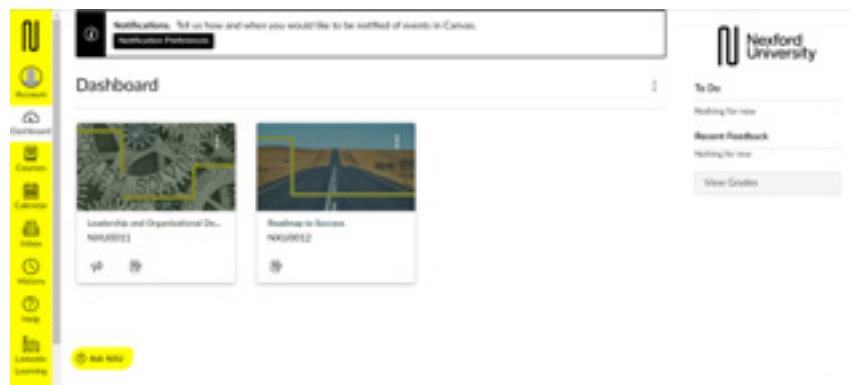 Notifications. Tell us how and when you would like to be notified of events in Canvas.
Notification Preferences
Account
Dashboard
Courses
Calendar
Inbox
History
Help
LinkedIn
Learning
Dashboard
Leadership and Organizational De...
NXU0011
Roadmap to Success
NXU0012
Ask NXU
Nexford
University
To Do
Nothing for now
Recent Feedback
Nothing for now
View Grades